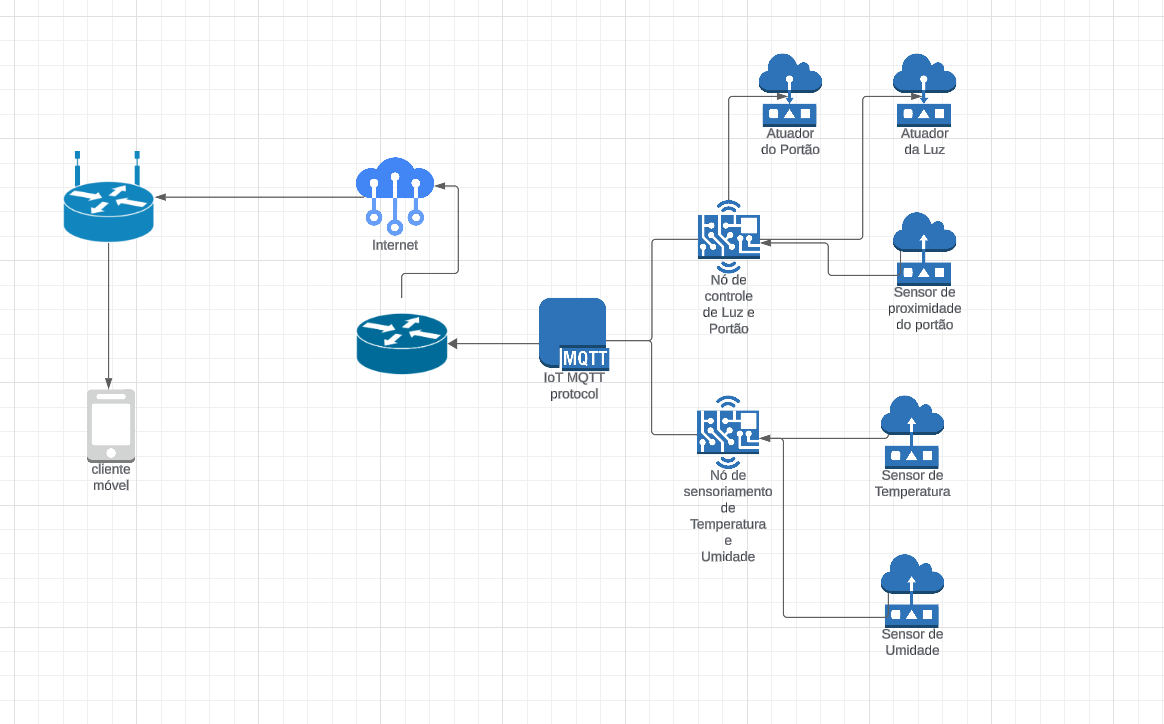 Atuador
do Portão
Atuador
da Luz
Internet
Nó de
controle
de Luz e
Portão
Sensor de
proximidade
do portão
MQTT
IoT MQTT
protocol
cliente
móvel
Nó de
sensoriamento
de
Temperatura
e
Umidade
Sensor de
Temperatura
Sensor de
Umidade